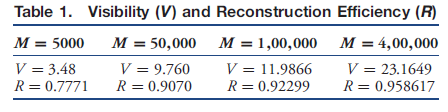 Table 1. Visibility (V) and Reconstruction Efficiency (R)
M = 5000 M = 50,000 M = 1,00,000 M = 4,00,000
V = 3.48 V = 9.760 V = 11.9866 V = 23.1649
R = 0.7771 R = 0.9070 R = 0.92299 R = 0.958617